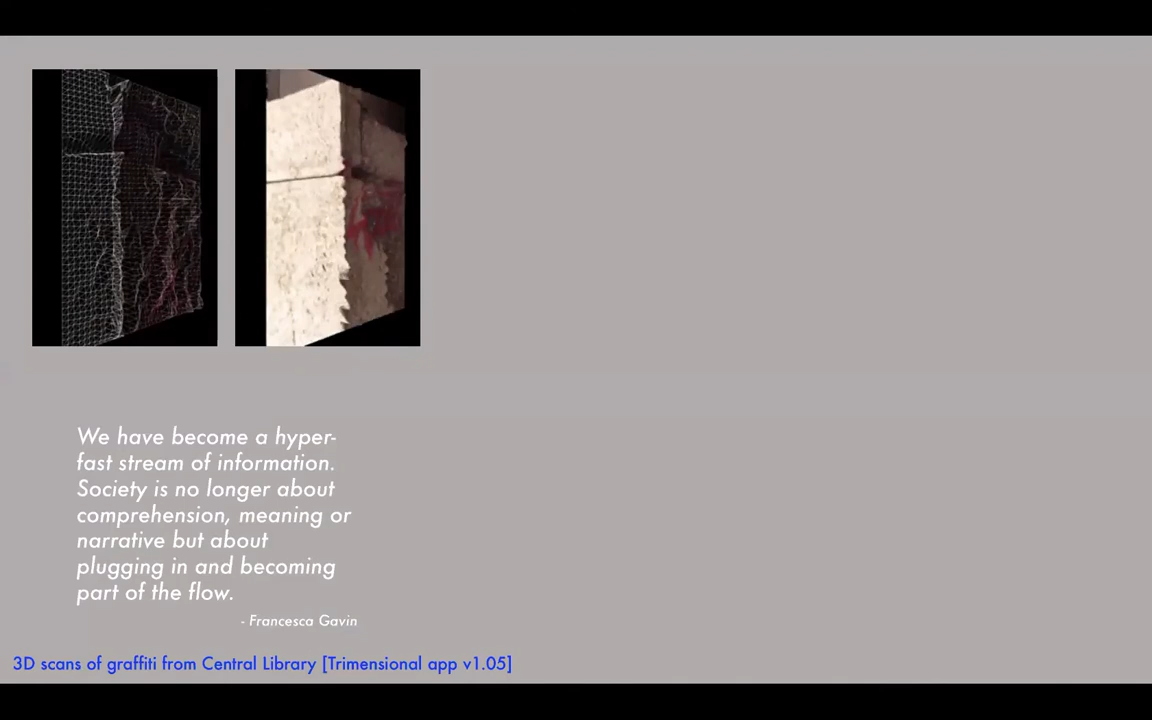 We have become a hyper-
fast stream of information.
Society is no longer about
comprehension, meaning or
narrative but about
plugging in and becoming
part of the flow.
- Francesca Gavin
3D scans of graffiti from Central Library [Trimensional app v1.05]